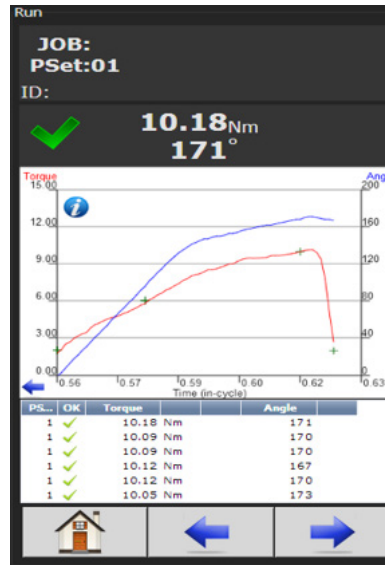 Run
JOB:
PSet:01
ID:
10.18Nm
171°
Torque Ang
15.00 200
12.00 160
9.00 120
6.00 80
3.00 40
0.00 0
0.56 0.57 0.59 0.60 0.62 0.63
Time (in-cycle)
PS... OK Torque Angle
1 10.18 Nm 171
1 10.09 Nm 170
1 10.09 Nm 170
1 10.12 Nm 167
1 10.12 Nm 170
1 10.05 Nm 173